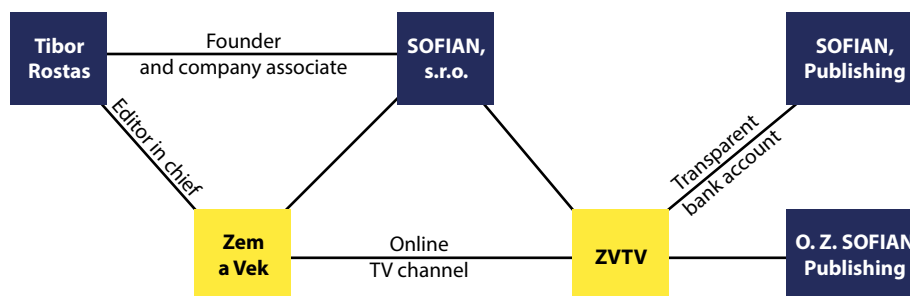 Tibor
Rostas
Founder
and company associate
SOFIAN,
s.r.o.
SOFIAN,
Publishing
Editor in chief
Transparent
bank account
Zem
a Vek
Online
TV channel
ZVTV
O. Z. SOFIAN
Publishing